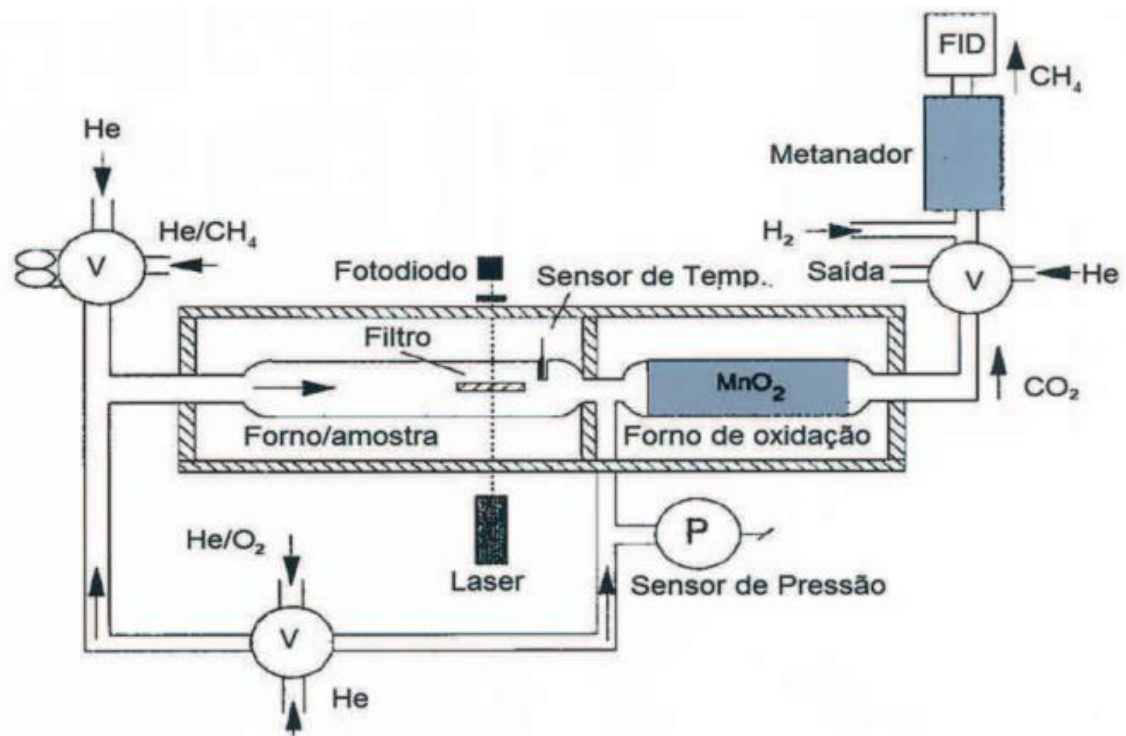 FID
CH₄
He
Metanador
He/CH₄
H₂
V
Fotodiodo
Sensor de Temp.
Saída
V
He
Filtro
MnO₂
CO₂
Forno/amostra
Forno de oxidação
He/O₂
P
Laser
Sensor de Pressão
V
He